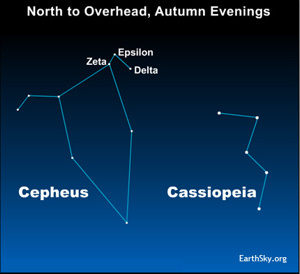 North to Overhead, Autumn Evenings
Epsilon
Zeta
Delta
Cepheus
Cassiopeia
EarthSky.org